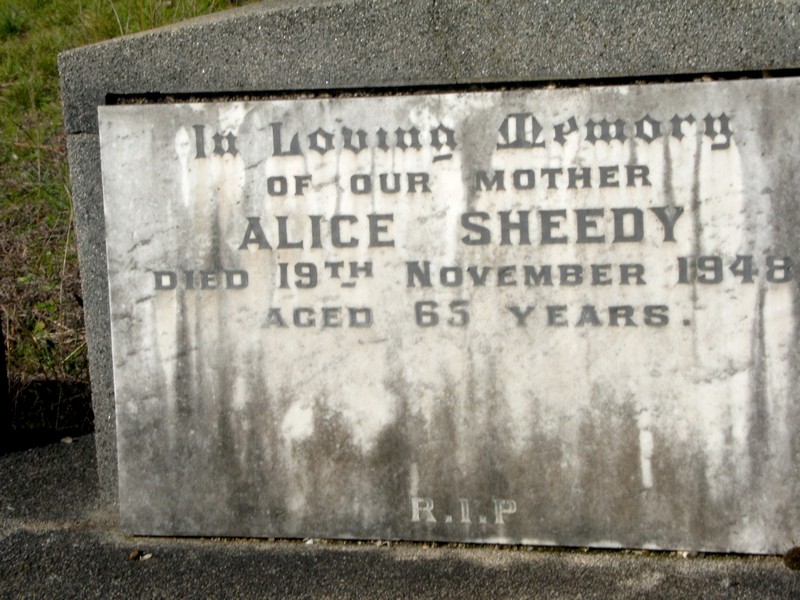 In Loving Memory
OF OUR MOTHER
ALICE SHEEDY
DIED 19TH NOVEMBER 1948
AGED 65 YEARS.
R.I.P